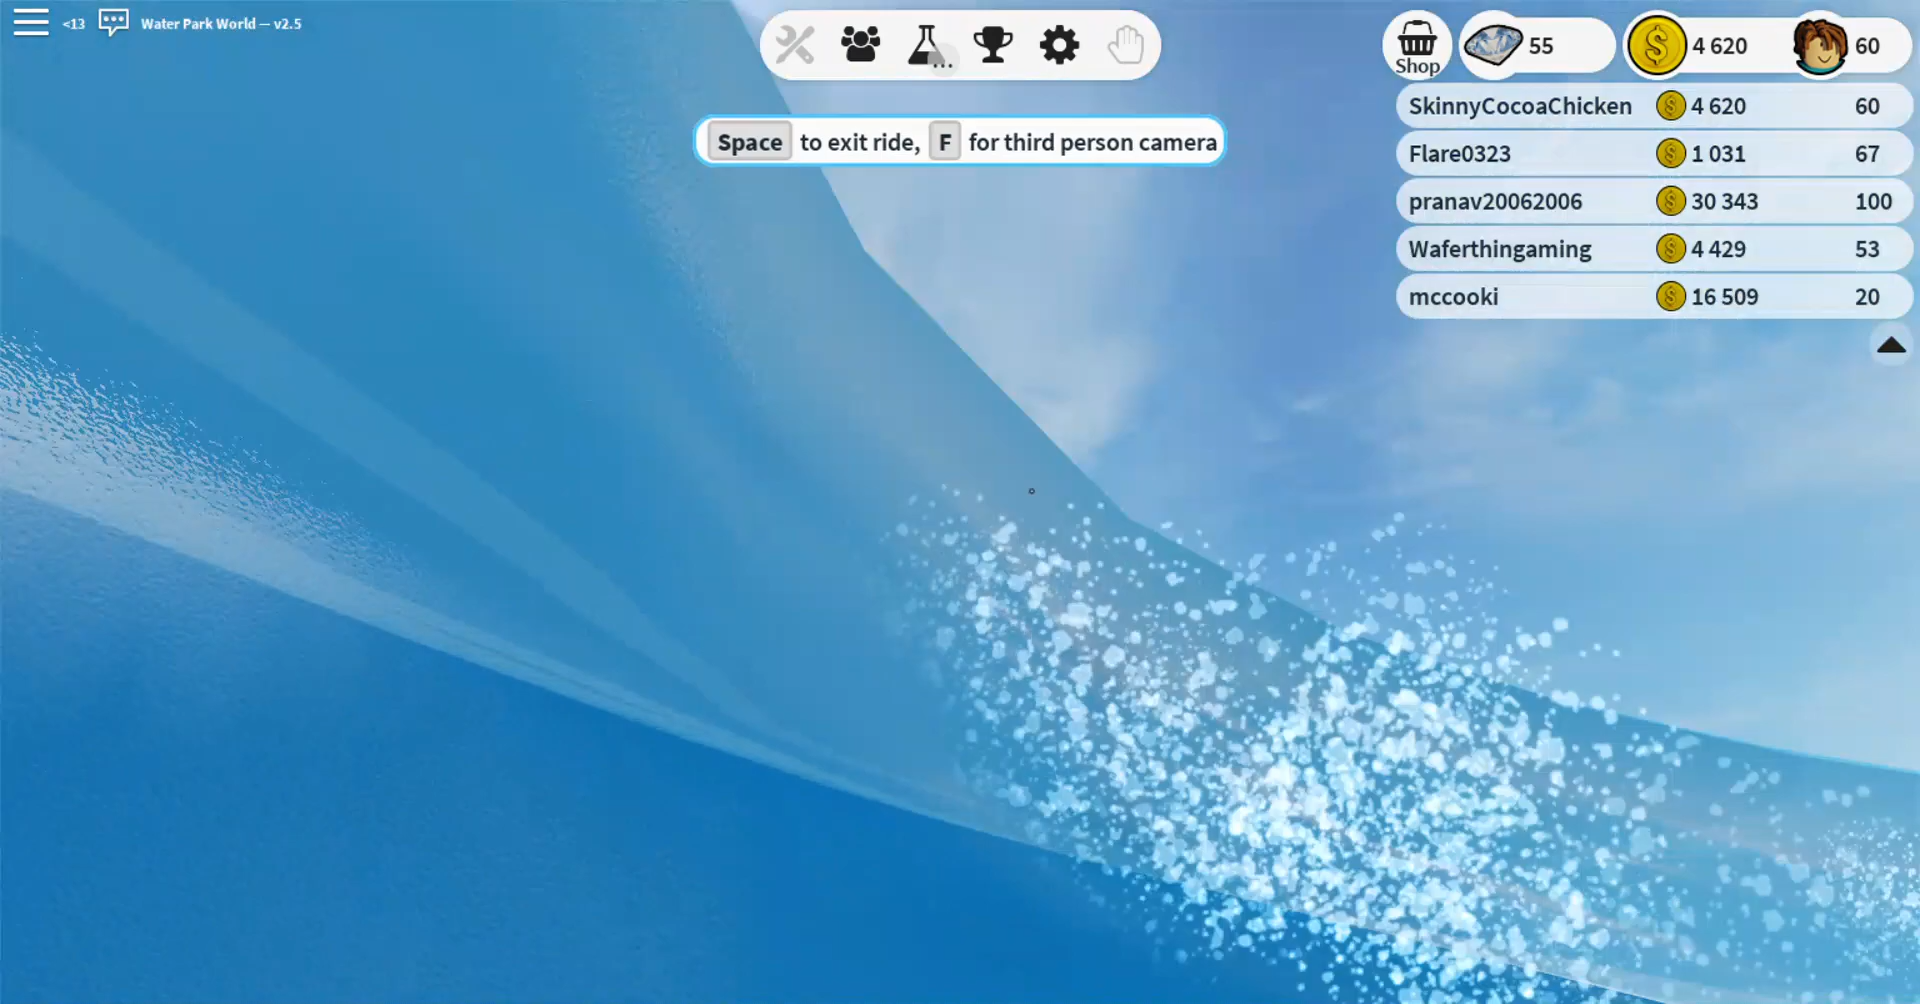 <13 Water Park World — v2.5
Shop
55
4 620
60
Space to exit ride, F for third person camera
SkinnyCocoaChicken 4 620 60
Flare0323 1 031 67
pranav20062006 30 343 100
Waferthingaming 4 429 53
mccooki 16 509 20